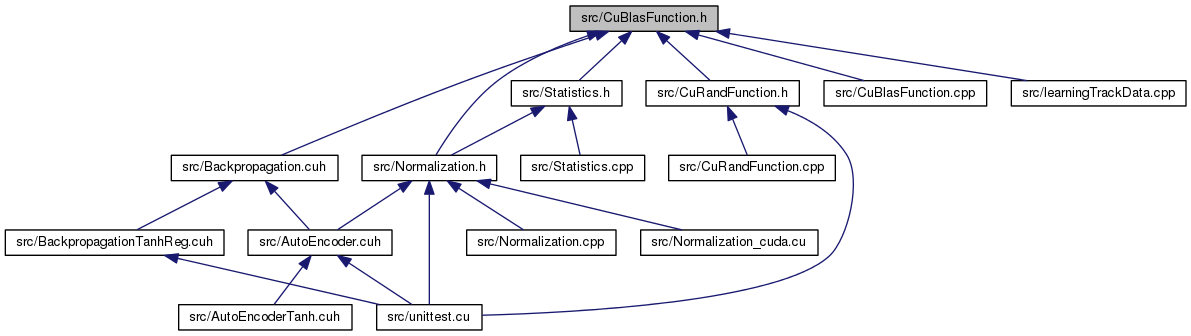 src/CuBlasFunction.h
src/Statistics.h
src/CuRandFunction.h
src/CuBlasFunction.cpp
src/learningTrackData.cpp
src/Backpropagation.cuh
src/Normalization.h
src/Statistics.cpp
src/CuRandFunction.cpp
src/BackpropagationTanhReg.cuh
src/AutoEncoder.cuh
src/Normalization.cpp
src/Normalization_cuda.cu
src/AutoEncoderTanh.cuh
src/unittest.cu